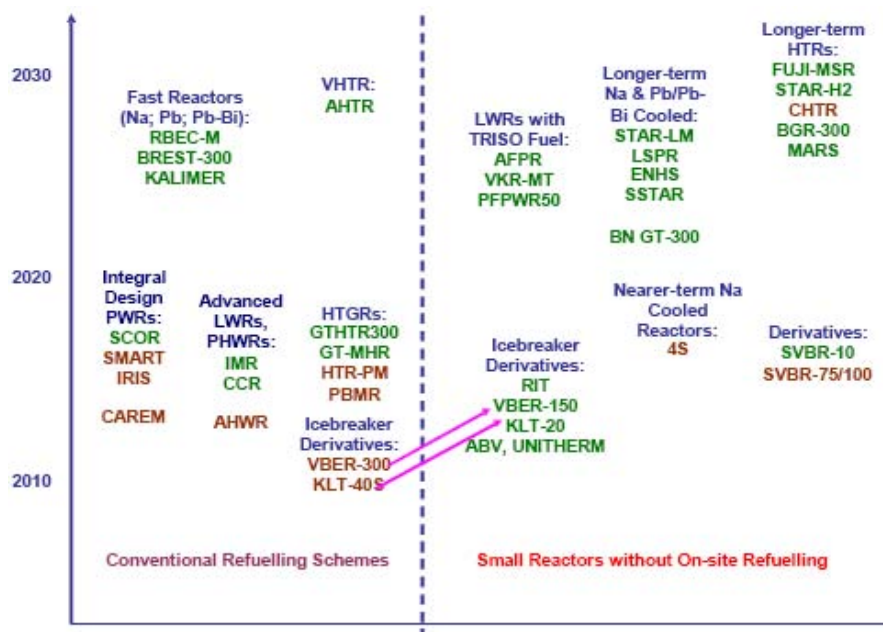 2030
2020
2010
Fast Reactors
(Na; Pb; Pb-Bi):
RBEC-M
BREST-300
KALIMER
VHTR:
AHTR
Integral
Design
PWRs:
SCOR
SMART
IRIS
CAREM
Advanced
LWRs,
PHWRs:
IMR
CCR
AHWR
HTGRs:
GTHTR300
GT-MHR
HTR-PM
PBMR
Icebreaker
Derivatives:
VBER-300
KLT-40S
Conventional Refuelling Schemes
LWRs with
TRISO Fuel:
AFPR
VKR-MT
PFPWR50
Longer-term
Na & Pb/Pb-
Bi Cooled:
STAR-LM
LSPR
ENHS
SSTAR
BN GT-300
Longer-term
HTRs:
FUJI-MSR
STAR-H2
CHTR
BGR-300
MARS
Icebreaker
Derivatives:
RIT
VBER-150
KLT-20
ABV, UNITHERM
Nearer-term Na
Cooled
Reactors:
4S
Derivatives:
SVBR-10
SVBR-75/100
Small Reactors without On-site Refuelling